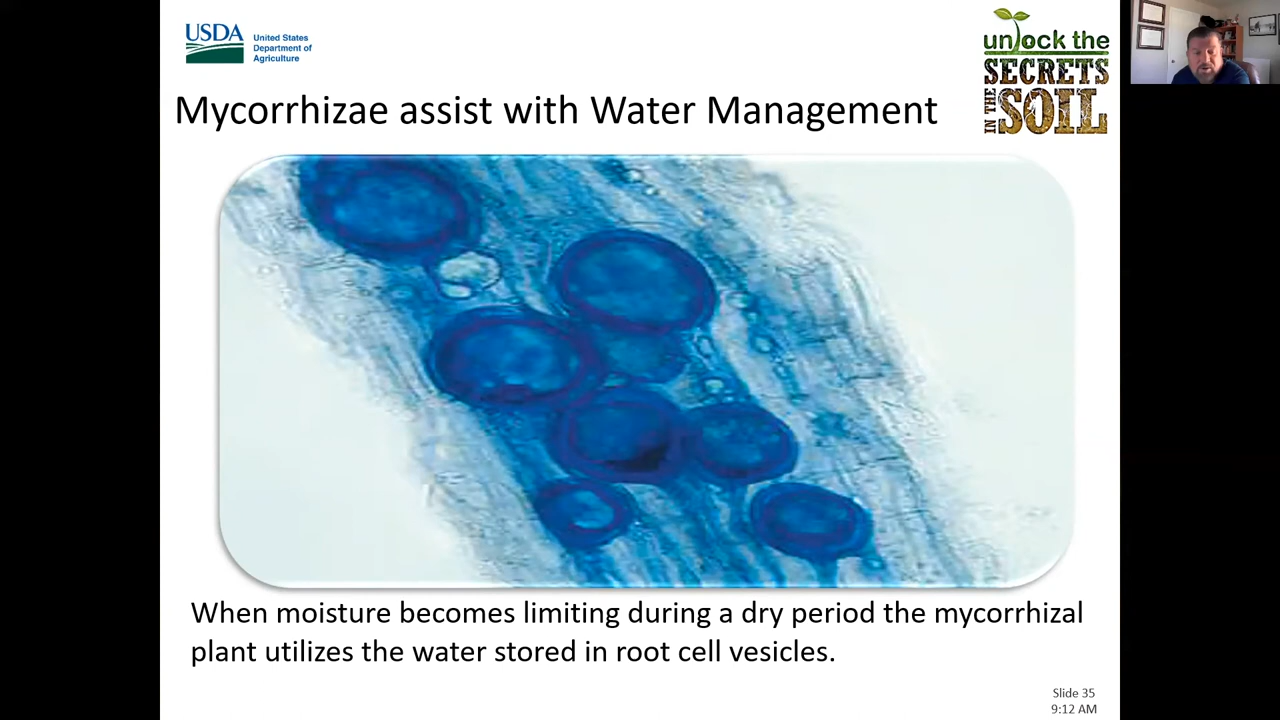 USDA
United States
Department of
Agriculture
unlock the
SECRETS
IN THE
SOIL
Mycorrhizae assist with Water Management
When moisture becomes limiting during a dry period the mycorrhizal
plant utilizes the water stored in root cell vesicles.
Slide 35
9:12 AM